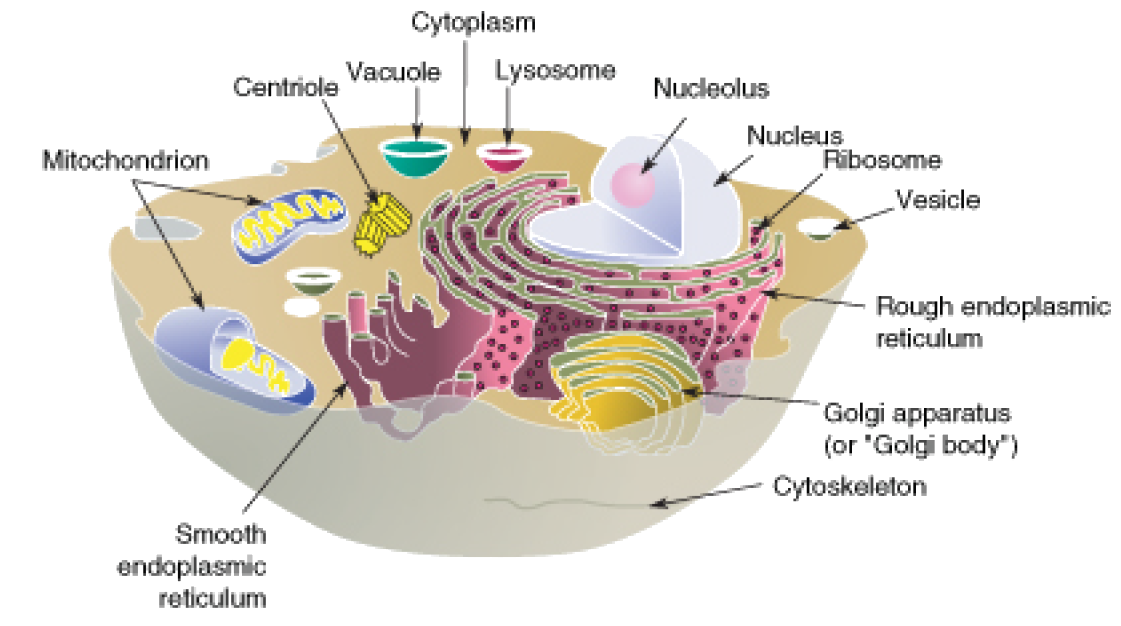 Cytoplasm
Vacuole
Lysosome
Centriole
Nucleolus
Nucleus
Mitochondrion
Ribosome
Vesicle
Rough endoplasmic
reticulum
Golgi apparatus
(or "Golgi body")
Cytoskeleton
Smooth
endoplasmic
reticulum